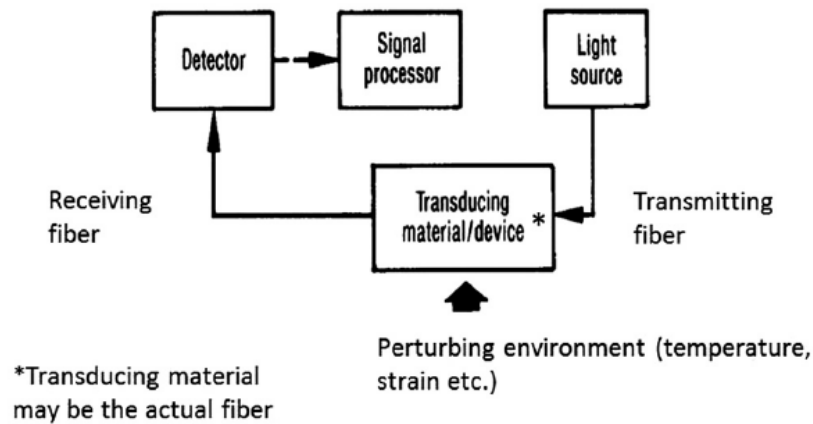 Detector
Signal
processor
Light
source
Receiving
fiber
Transducing
material/device *
Transmitting
fiber
Perturbing environment (temperature,
strain etc.)
*Transducing material
may be the actual fiber